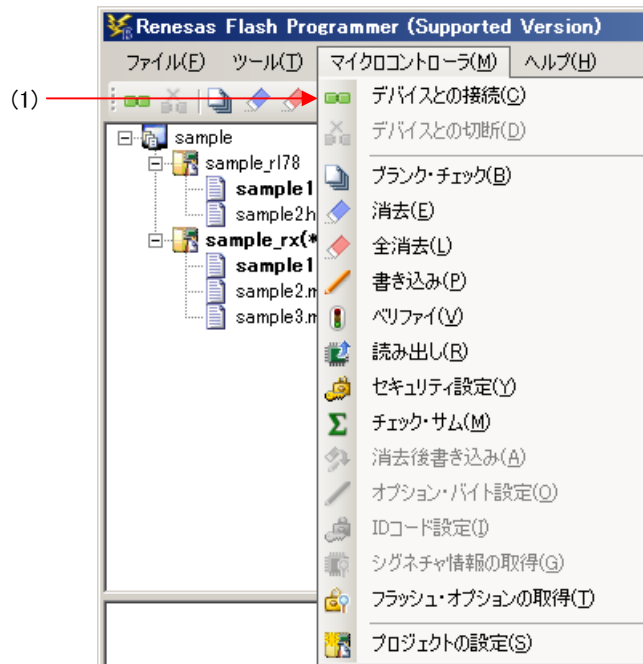 Renesas Flash Programmer (Supported Version)
ファイル(F) ツール(T) マイクロコントローラ(M) ヘルプ(H)
(1)
デバイスとの接続(C)
デバイスとの切断(D)
ブランク・チェック(B)
消去(E)
全消去(L)
書き込み(P)
ベリファイ(V)
読み出し(R)
セキュリティ設定(Y)
チェック・サム(M)
消去後書き込み(A)
オプション・バイト設定(O)
IDコード設定(I)
シグネチャ情報の取得(G)
フラッシュ・オプションの取得(T)
プロジェクトの設定(S)
sample
sample_rl78
sample1
sample2.h
sample_rx(*
sample1
sample2.m
sample3.m